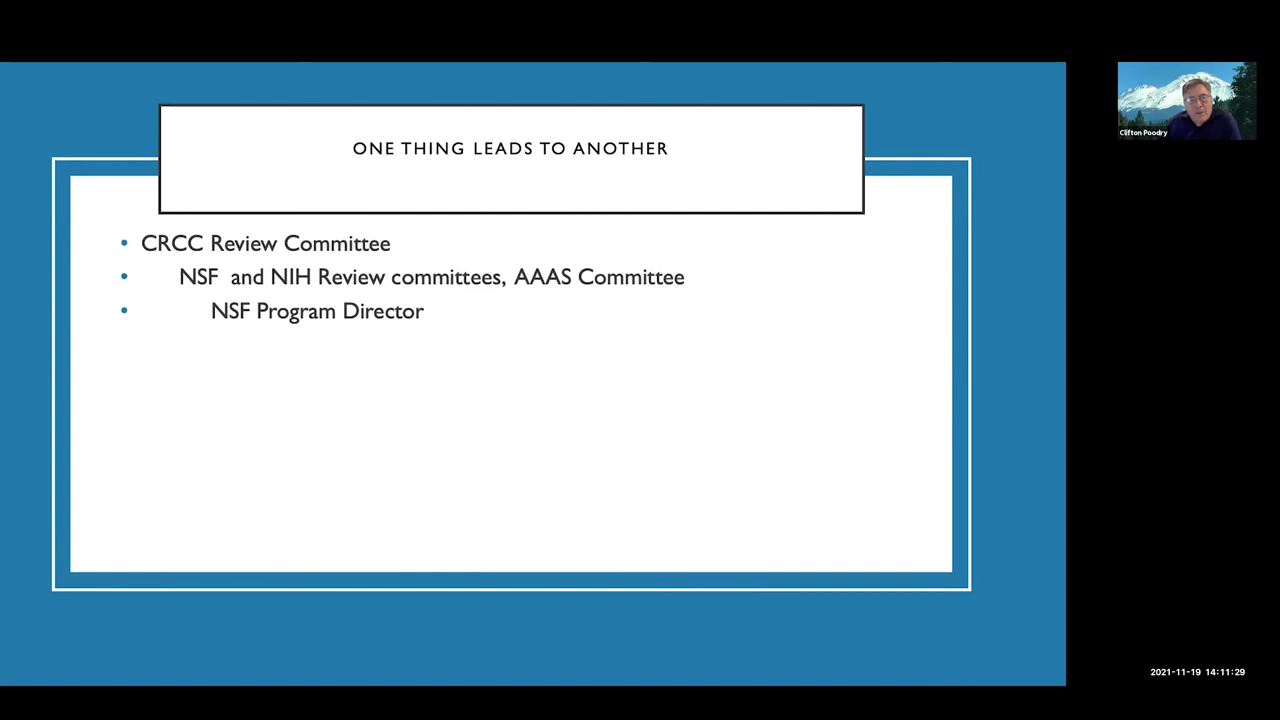 ONE THING LEADS TO ANOTHER
• CRCC Review Committee
• NSF and NIH Review committees, AAAS Committee
• NSF Program Director
Clifton Poodry
2021-11-19 14:11:29